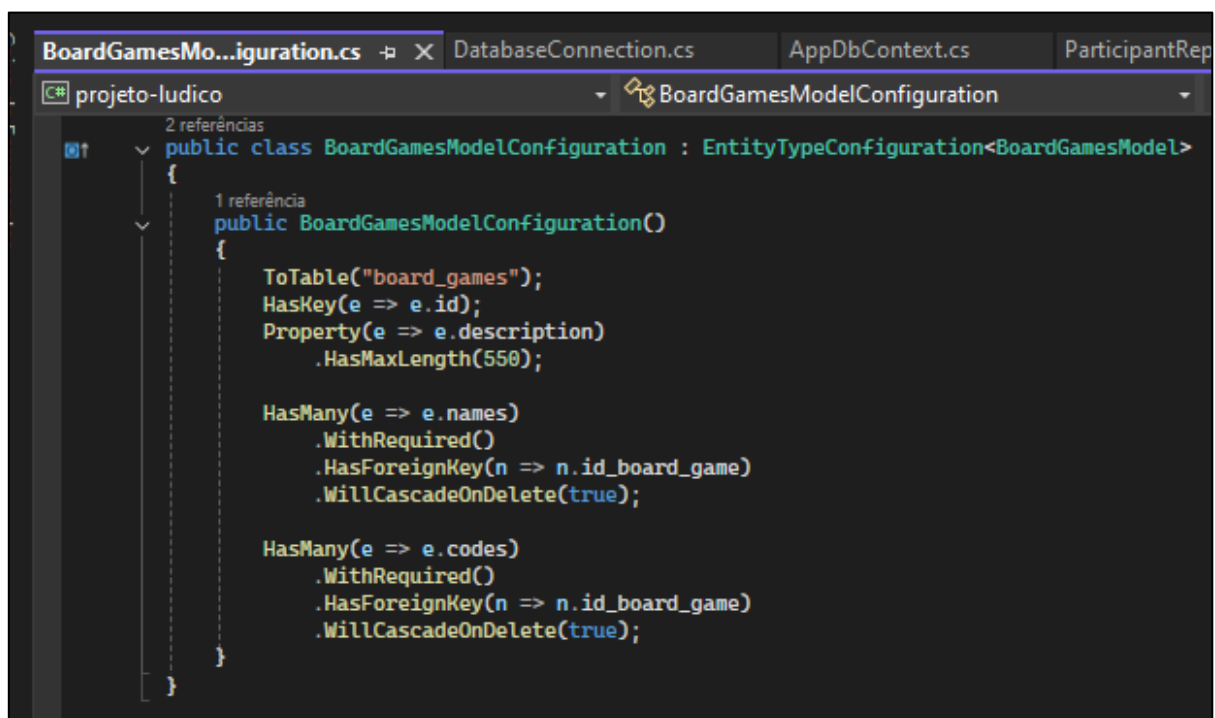 BoardGamesMo...iguration.cs DatabaseConnection.cs AppDbContext.cs ParticipantRep
C# projeto-ludico BoardGamesModelConfiguration
2 referências
public class BoardGamesModelConfiguration : EntityTypeConfiguration<BoardGamesModel>
{
1 referência
public BoardGamesModelConfiguration()
{
ToTable("board_games");
HasKey(e => e.id);
Property(e => e.description)
.HasMaxLength(550);
HasMany(e => e.names)
.WithRequired()
.HasForeignKey(n => n.id_board_game)
.WillCascadeOnDelete(true);
HasMany(e => e.codes)
.WithRequired()
.HasForeignKey(n => n.id_board_game)
.WillCascadeOnDelete(true);
}
}